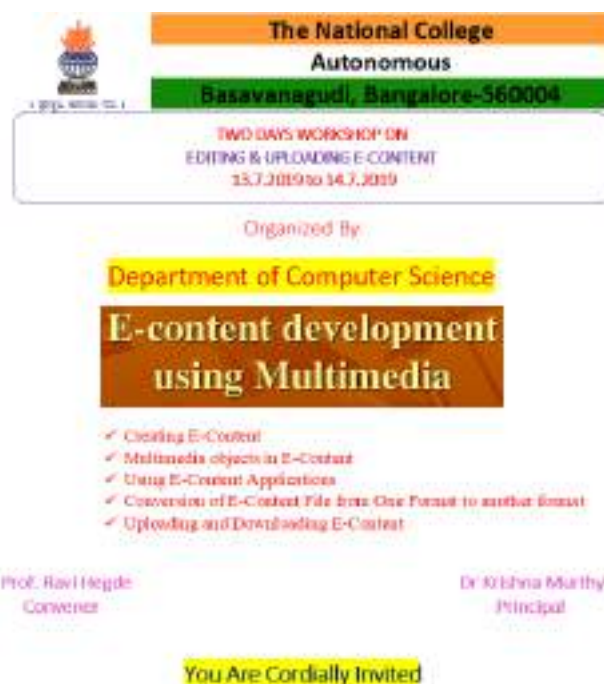 The National College
Autonomous
Basavanagudi, Bangalore-560004
TWO DAYS WORKSHOP ON
EDITING & UPLOADING E-CONTENT
13.7.2019 to 14.7.2019
Organized By
Department of Computer Science
E-content development
using Multimedia
✓ Creating E-Content
✓ Multimedia objects in E-Content
✓ Using E-Content Applications
✓ Conversion of E-Content File from One Format to another format
✓ Uploading and Downloading E-Content
Prof. Ravi Hegde
Convener
Dr Krishna Murthy
Principal
You Are Cordially Invited